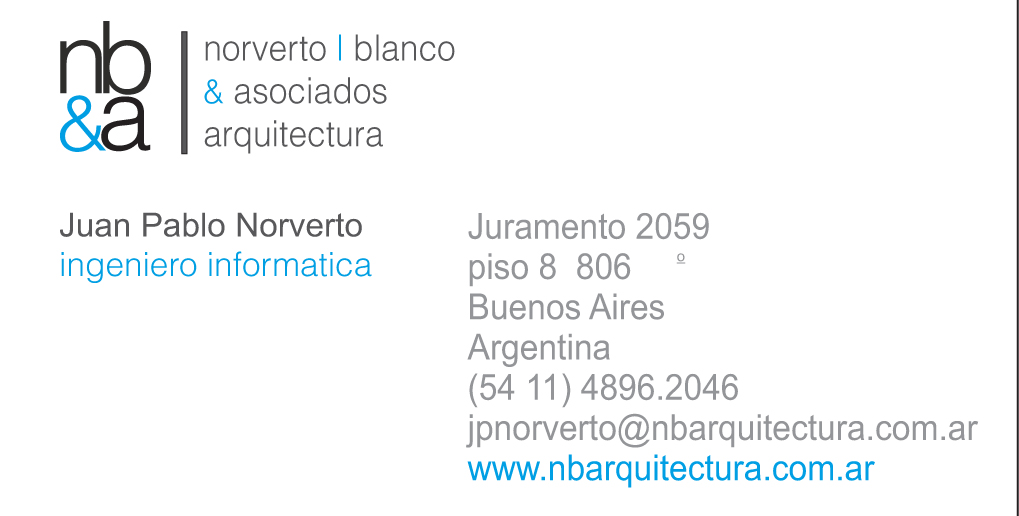 nb
&a
norverto | blanco
& asociados
arquitectura
Juan Pablo Norverto
ingeniero informatica
Juramento 2059
piso 8 806 º
Buenos Aires
Argentina
(54 11) 4896.2046
jpnorverto@nbarquitectura.com.ar
www.nbarquitectura.com.ar